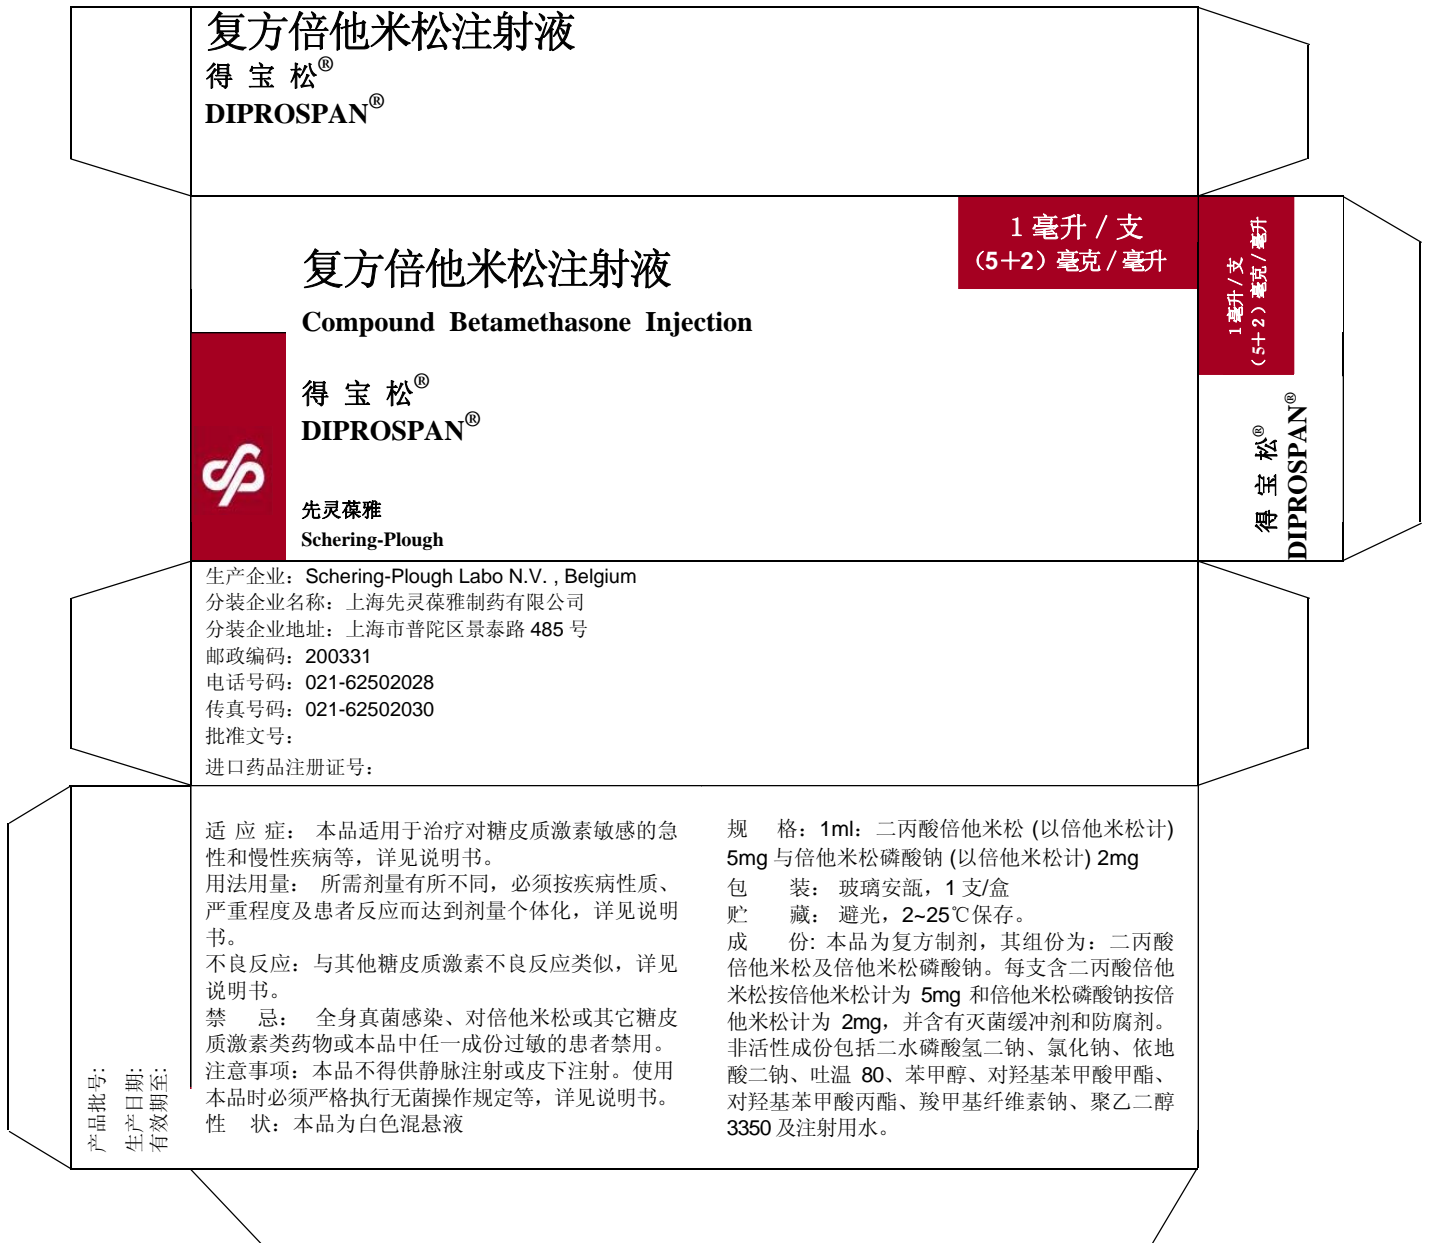 复方倍他米松注射液
得 宝 松®
DIPROSPAN®
1 毫升 / 支
（5＋2）毫克 / 毫升
复方倍他米松注射液
Compound Betamethasone Injection
得 宝 松®
DIPROSPAN®
先灵葆雅
Schering-Plough
1 毫升 / 支
（5＋2）毫克 / 毫升
得 宝 松®
DIPROSPAN®
生产企业：Schering-Plough Labo N.V. , Belgium
分装企业名称：上海先灵葆雅制药有限公司
分装企业地址：上海市普陀区景泰路 485 号
邮政编码：200331
电话号码：021-62502028
传真号码：021-62502030
批准文号：
进口药品注册证号：
产品批号:
生产日期:
有效期至:
适 应 症： 本品适用于治疗对糖皮质激素敏感的急
性和慢性疾病等，详见说明书。
用法用量： 所需剂量有所不同，必须按疾病性质、
严重程度及患者反应而达到剂量个体化，详见说明
书。
不良反应：与其他糖皮质激素不良反应类似，详见
说明书。
禁 忌： 全身真菌感染、对倍他米松或其它糖皮
质激素类药物或本品中任一成份过敏的患者禁用。
注意事项：本品不得供静脉注射或皮下注射。使用
本品时必须严格执行无菌操作规定等，详见说明书。
性 状：本品为白色混悬液
规 格：1ml：二丙酸倍他米松 (以倍他米松计)
5mg 与倍他米松磷酸钠 (以倍他米松计) 2mg
包 装： 玻璃安瓿，1 支/盒
贮 藏： 避光，2~25℃保存。
成 份: 本品为复方制剂，其组份为：二丙酸
倍他米松及倍他米松磷酸钠。每支含二丙酸倍他
米松按倍他米松计为 5mg 和倍他米松磷酸钠按倍
他米松计为 2mg，并含有灭菌缓冲剂和防腐剂。
非活性成份包括二水磷酸氢二钠、氯化钠、依地
酸二钠、吐温 80、苯甲醇、对羟基苯甲酸甲酯、
对羟基苯甲酸丙酯、羧甲基纤维素钠、聚乙二醇
3350 及注射用水。